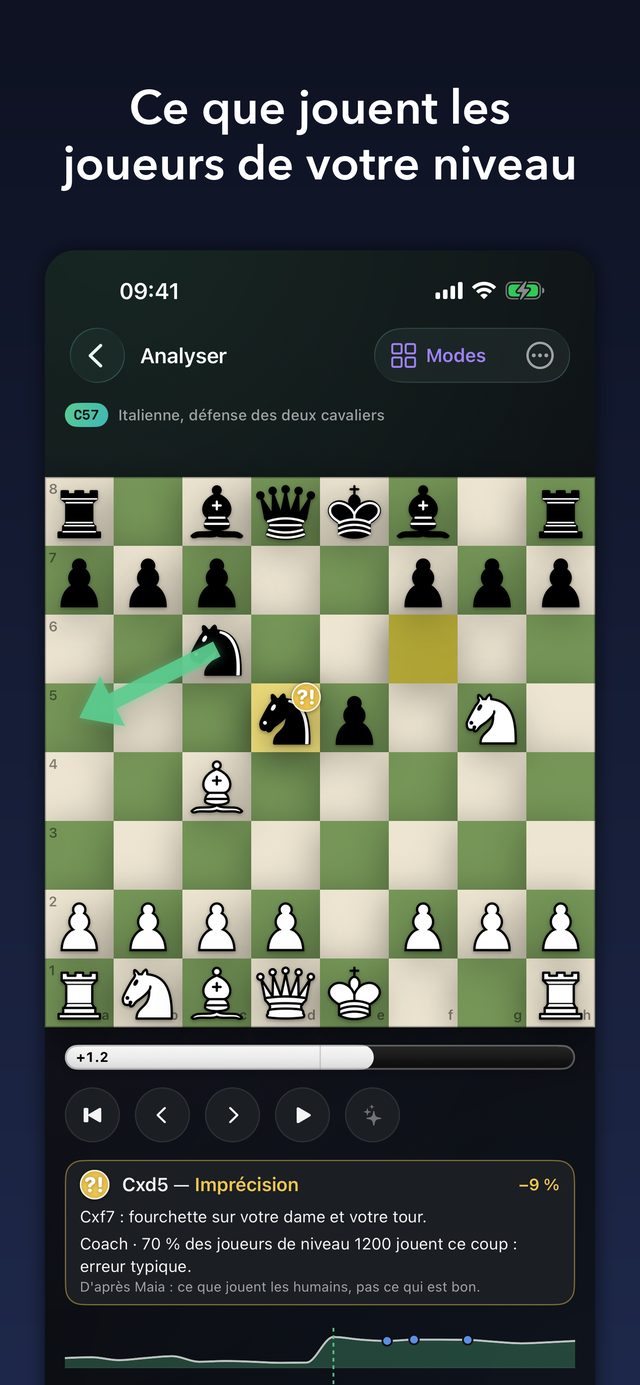 Ce que jouent les
joueurs de votre niveau
09:41
Analyser
Modes
C57 Italienne, défense des deux cavaliers
8
7
6
5
?!
4
3
2
1
a b c d e f g h
+1.2
?! Cxd5 — Imprécision −9 %
Cxf7 : fourchette sur votre dame et votre tour.
Coach · 70 % des joueurs de niveau 1200 jouent ce coup :
erreur typique.
D'après Maia : ce que jouent les humains, pas ce qui est bon.